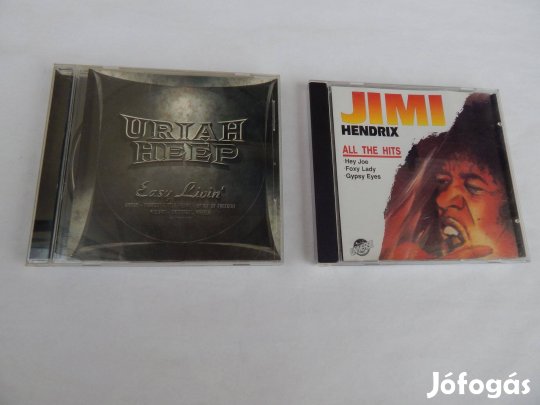 URIAH
HEEP
Easy Livin'
JIMI
HENDRIX
ALL THE HITS
Hey Joe
Foxy Lady
Gypsy Eyes
Jófogás